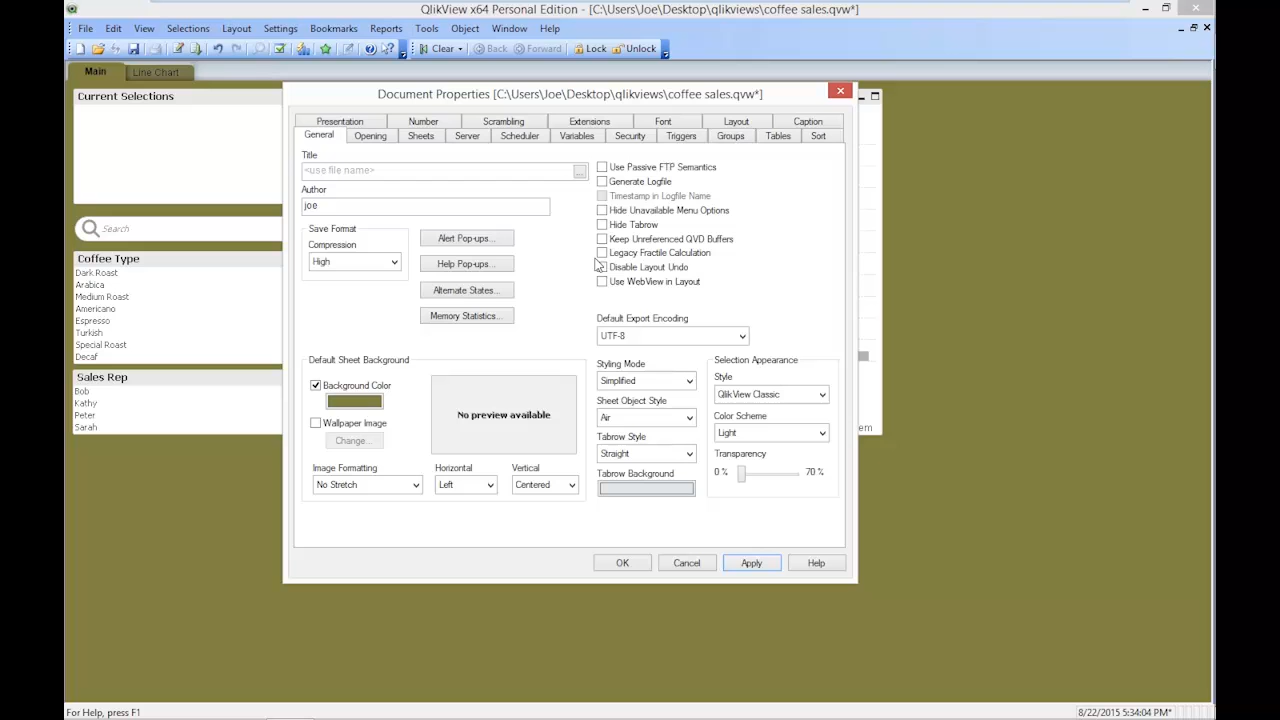 QlikView x64 Personal Edition - [C:\Users\Joe\Desktop\qlikviews\coffee sales.qvw*]
File Edit View Selections Layout Settings Bookmarks Reports Tools Object Window Help
Clear Back Forward Lock Unlock
Main Line Chart
Current Selections
Search
Coffee Type
Dark Roast
Arabica
Medium Roast
Americano
Espresso
Turkish
Special Roast
Decaf
Sales Rep
Bob
Kathy
Peter
Sarah
Document Properties [C:\Users\Joe\Desktop\qlikviews\coffee sales.qvw*]
Presentation Number Scrambling Extensions Font Layout Caption
General Opening Sheets Server Scheduler Variables Security Triggers Groups Tables Sort
Title
<use file name>
...
Author
joe
Save Format
Compression
High
Alert Pop-ups...
Help Pop-ups...
Alternate States...
Memory Statistics...
Use Passive FTP Semantics
Generate Logfile
Timestamp in Logfile Name
Hide Unavailable Menu Options
Hide Tabrow
Keep Unreferenced QVD Buffers
Legacy Fractile Calculation
Disable Layout Undo
Use WebView in Layout
Default Export Encoding
UTF-8
Default Sheet Background
Background Color
Wallpaper Image
Change...
No preview available
Image Formatting
No Stretch
Horizontal
Left
Vertical
Centered
Styling Mode
Simplified
Sheet Object Style
Air
Tabrow Style
Straight
Tabrow Background
Selection Appearance
Style
QlikView Classic
Color Scheme
Light
Transparency
0 % 70 %
em
OK Cancel Apply Help
For Help, press F1
8/22/2015 5:34:04 PM*